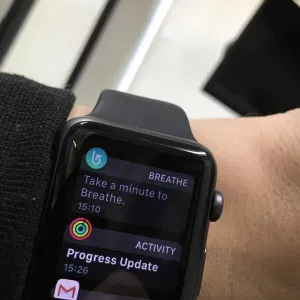 BREATHE
Take a minute to
Breathe.
15:10
ACTIVITY
Progress Update
15:26